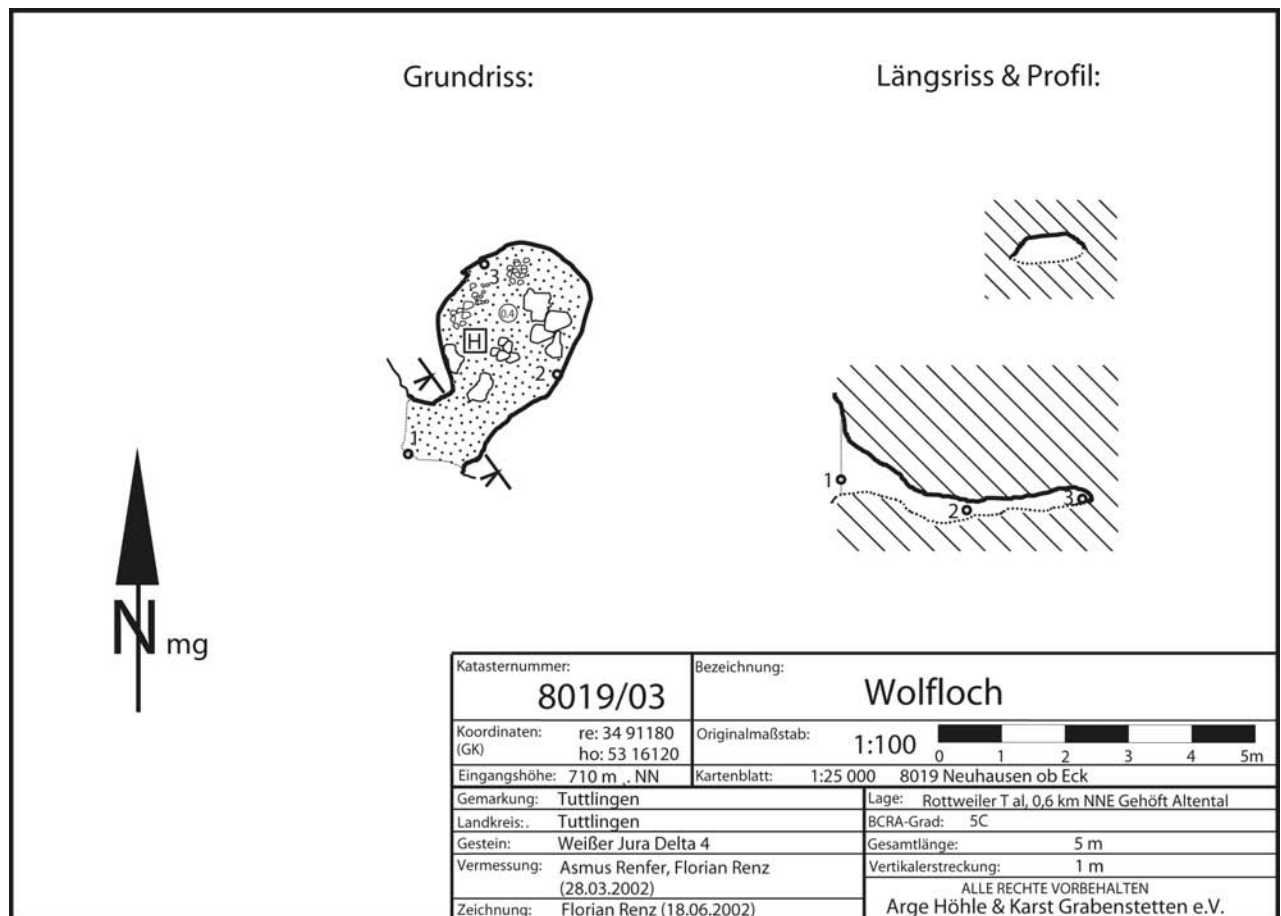 Grundriss:
Längsriss & Profil:
3
0,4
H
2
1
1
2
3
N mg
Katasternummer:
8019/03
Bezeichnung:
Wolfloch
Koordinaten: re: 34 91180
(GK) ho: 53 16120
Originalmaßstab: 1:100
0 1 2 3 4 5m
Eingangshöhe: 710 m ,. NN
Kartenblatt: 1:25 000 8019 Neuhausen ob Eck
Gemarkung: Tuttlingen
Landkreis:. Tuttlingen
Gestein: Weißer Jura Delta 4
Vermessung: Asmus Renfer, Florian Renz
(28.03.2002)
Zeichnung: Florian Renz (18.06.2002)
Lage: Rottweiler T al, 0,6 km NNE Gehöft Altental
BCRA-Grad: 5C
Gesamtlänge: 5 m
Vertikalerstreckung: 1 m
ALLE RECHTE VORBEHALTEN
Arge Höhle & Karst Grabenstetten e.V.